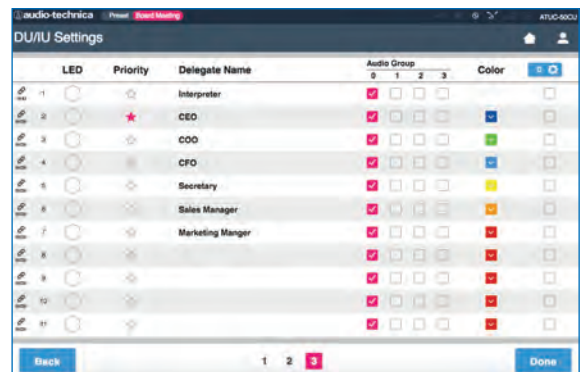 audio-technica Preset Board Meeting ATUC-50CU
DU/IU Settings
LED Priority Delegate Name Audio Group Color
0 1 2 3
1 Interpreter
2 CEO
3 COO
4 CFO
5 Secretary
6 Sales Manager
7 Marketing Manger
8
9
10
11
Back 1 2 3 Done